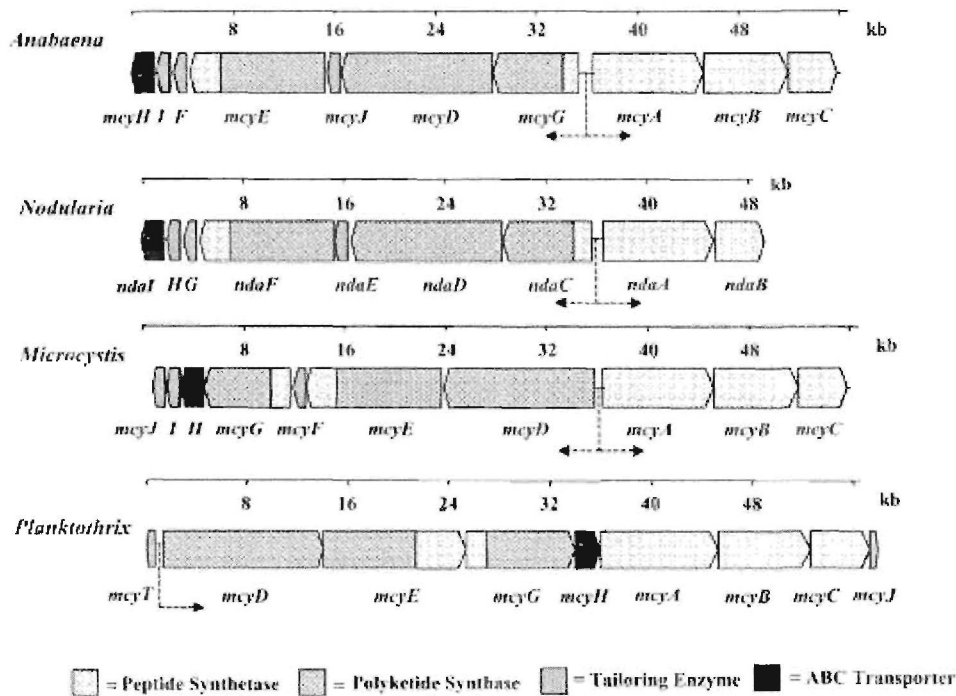 8 16 24 32 40 48 kb
Anabaena
mcyH I F mcyE mcyJ mcyD mcyG mcyA mcyB mcyC
kb
8 16 24 32 40 48
Nodularia
ndaI H G ndaF ndaE ndaD ndaC ndaA ndaB
8 16 24 32 40 48 kb
Microcystis
mcyJ I H mcyG mcyF mcyE mcyD mcyA mcyB mcyC
8 16 24 32 40 48 kb
Planktothrix
mcyT mcyD mcyE mcyG mcyH mcyA mcyB mcyC mcyJ
= Peptide Synthetase = Polyketide Synthase = Tailoring Enzyme = ABC Transporter